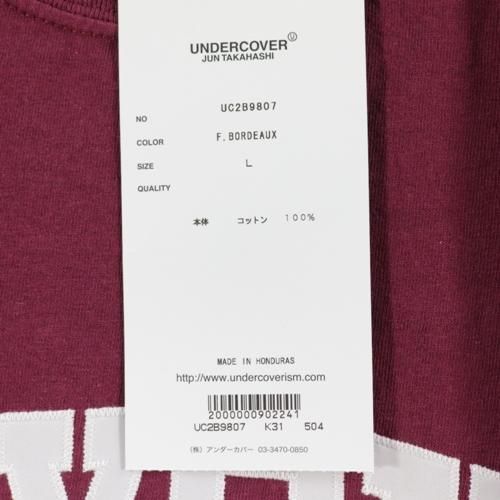 UNDERCOVER U
JUN TAKAHASHI
NO UC2B9807
COLOR F.BORDEAUX
SIZE L
QUALITY
本体 コットン 100%
MADE IN HONDURAS
http://www.undercoverism.com/
2000000902241
UC2B9807 K31 504
(株) アンダーカバー 03-3470-0850